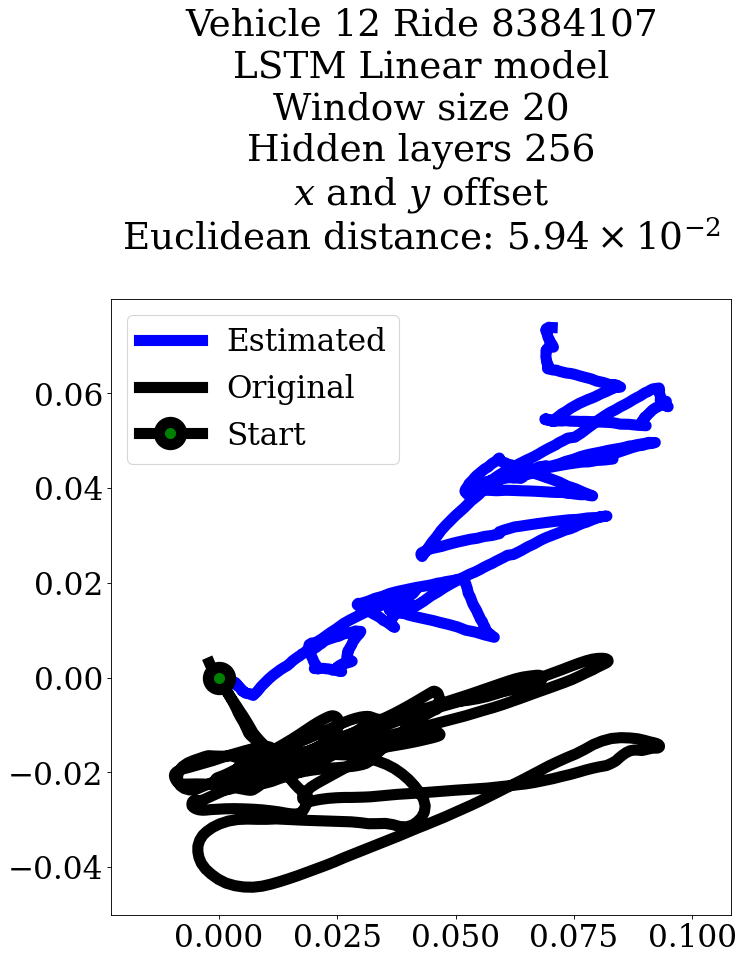 Vehicle 12 Ride 8384107
LSTM Linear model
Window size 20
Hidden layers 256
x and y offset
Euclidean distance: 5.94 × 10⁻²
Estimated
Original
Start
0.06
0.04
0.02
0.00
−0.02
−0.04
0.000 0.025 0.050 0.075 0.100